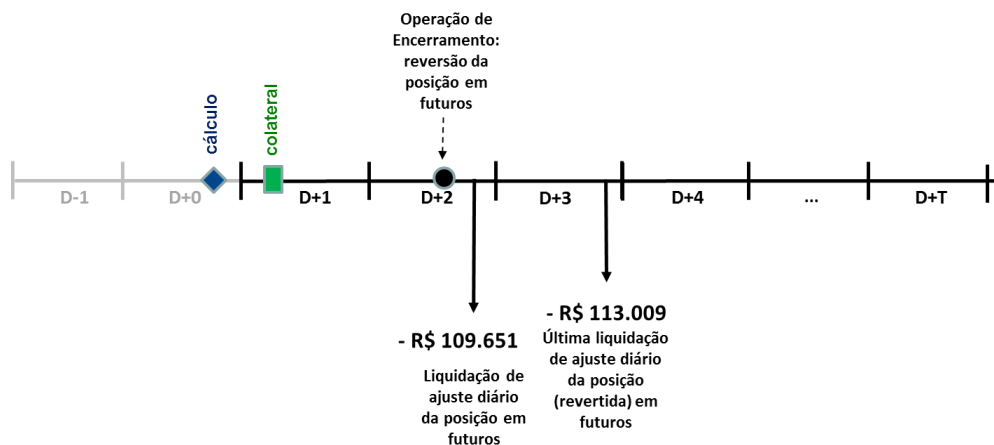 Operação de
Encerramento:
reversão da
posição em
futuros
cálculo
colateral
D-1
D+0
D+1
D+2
D+3
D+4
...
D+T
- R$ 109.651
Liquidação de
ajuste diário
da posição em
futuros
- R$ 113.009
Última liquidação
de ajuste diário
da posição
(revertida) em
futuros